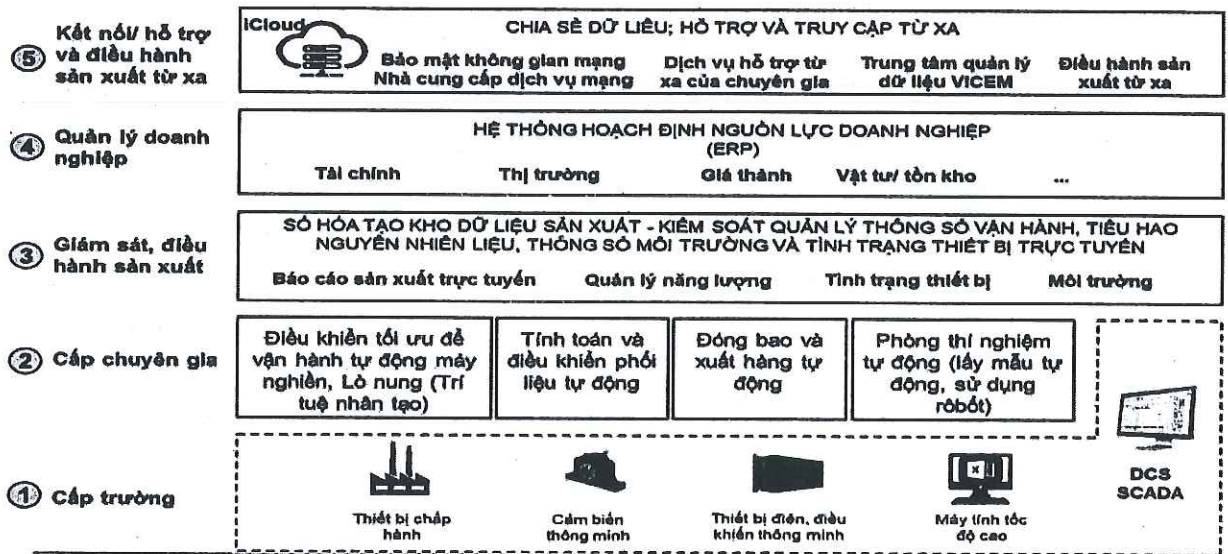 ⑤ Kết nối/ hỗ trợ và điều hành sản xuất từ xa
iCloud
CHIA SẺ DỮ LIỆU; HỖ TRỢ VÀ TRUY CẬP TỪ XA
Bảo mật không gian mạng
Nhà cung cấp dịch vụ mạng
Dịch vụ hỗ trợ từ
xa của chuyên gia
Trung tâm quản lý
dữ liệu VICEM
Điều hành sản
xuất từ xa
④ Quản lý doanh
nghiệp
HỆ THỐNG HOẠCH ĐỊNH NGUỒN LỰC DOANH NGHIỆP
(ERP)
Tài chính
Thị trường
Giá thành
Vật tư/ tồn kho
...
③ Giám sát, điều
hành sản xuất
SỐ HÓA TẠO KHO DỮ LIỆU SẢN XUẤT - KIỂM SOÁT QUẢN LÝ THÔNG SỐ VẬN HÀNH, TIÊU HAO
NGUYÊN NHIÊN LIỆU, THÔNG SỐ MÔI TRƯỜNG VÀ TÌNH TRẠNG THIẾT BỊ TRỰC TUYẾN
Báo cáo sản xuất trực tuyến
Quản lý năng lượng
Tình trạng thiết bị
Môi trường
② Cấp chuyên gia
Điều khiển tối ưu để
vận hành tự động máy
nghiền, Lò nung (Trí
tuệ nhân tạo)
Tính toán và
điều khiển phối
liệu tự động
Đóng bao và
xuất hàng tự
động
Phòng thí nghiệm
tự động (lấy mẫu tự
động, sử dụng
rôbốt)
① Cấp trường
Thiết bị chấp
hành
Cảm biến
thông minh
Thiết bị điện, điều
khiển thông minh
Máy tính tốc
độ cao
DCS
SCADA